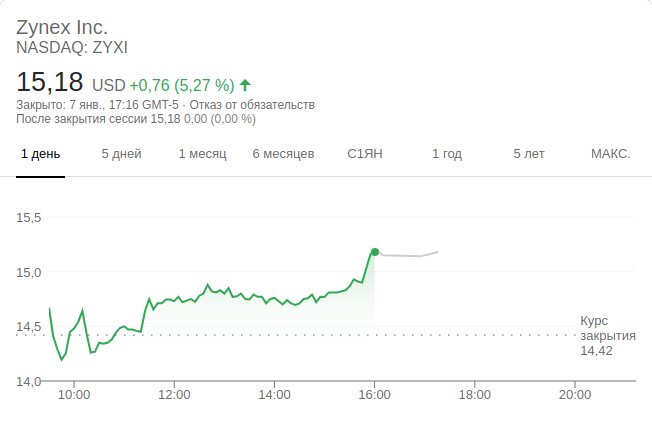 Zynex Inc.
NASDAQ: ZYXI
15,18 USD +0,76 (5,27 %)
Закрыто: 7 янв., 17:16 GMT-5 · Отказ от обязательств
После закрытия сессии 15,18 0,00 (0,00 %)
1 день 5 дней 1 месяц 6 месяцев С1ЯН 1 год 5 лет МАКС.
15,5
15,0
14,5
14,0
Курс
закрытия
14,42
10:00 12:00 14:00 16:00 18:00 20:00